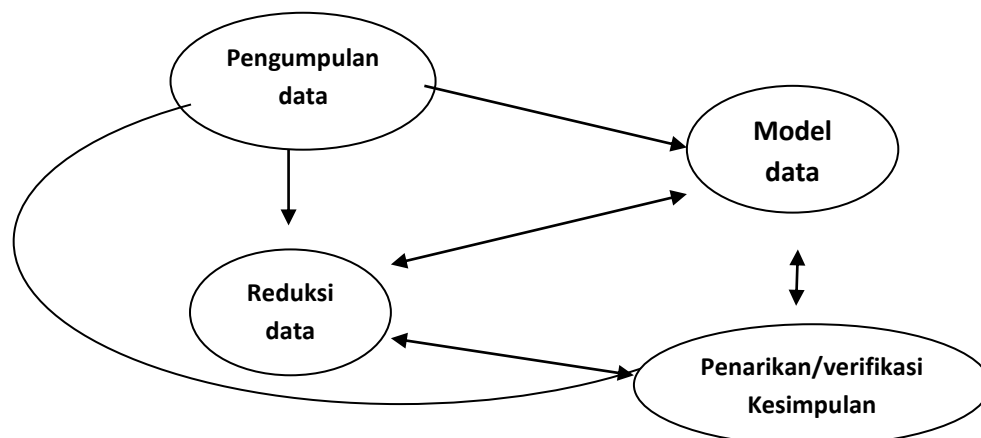 Pengumpulan
data
Model
data
Reduksi
data
Penarikan/verifikasi
Kesimpulan